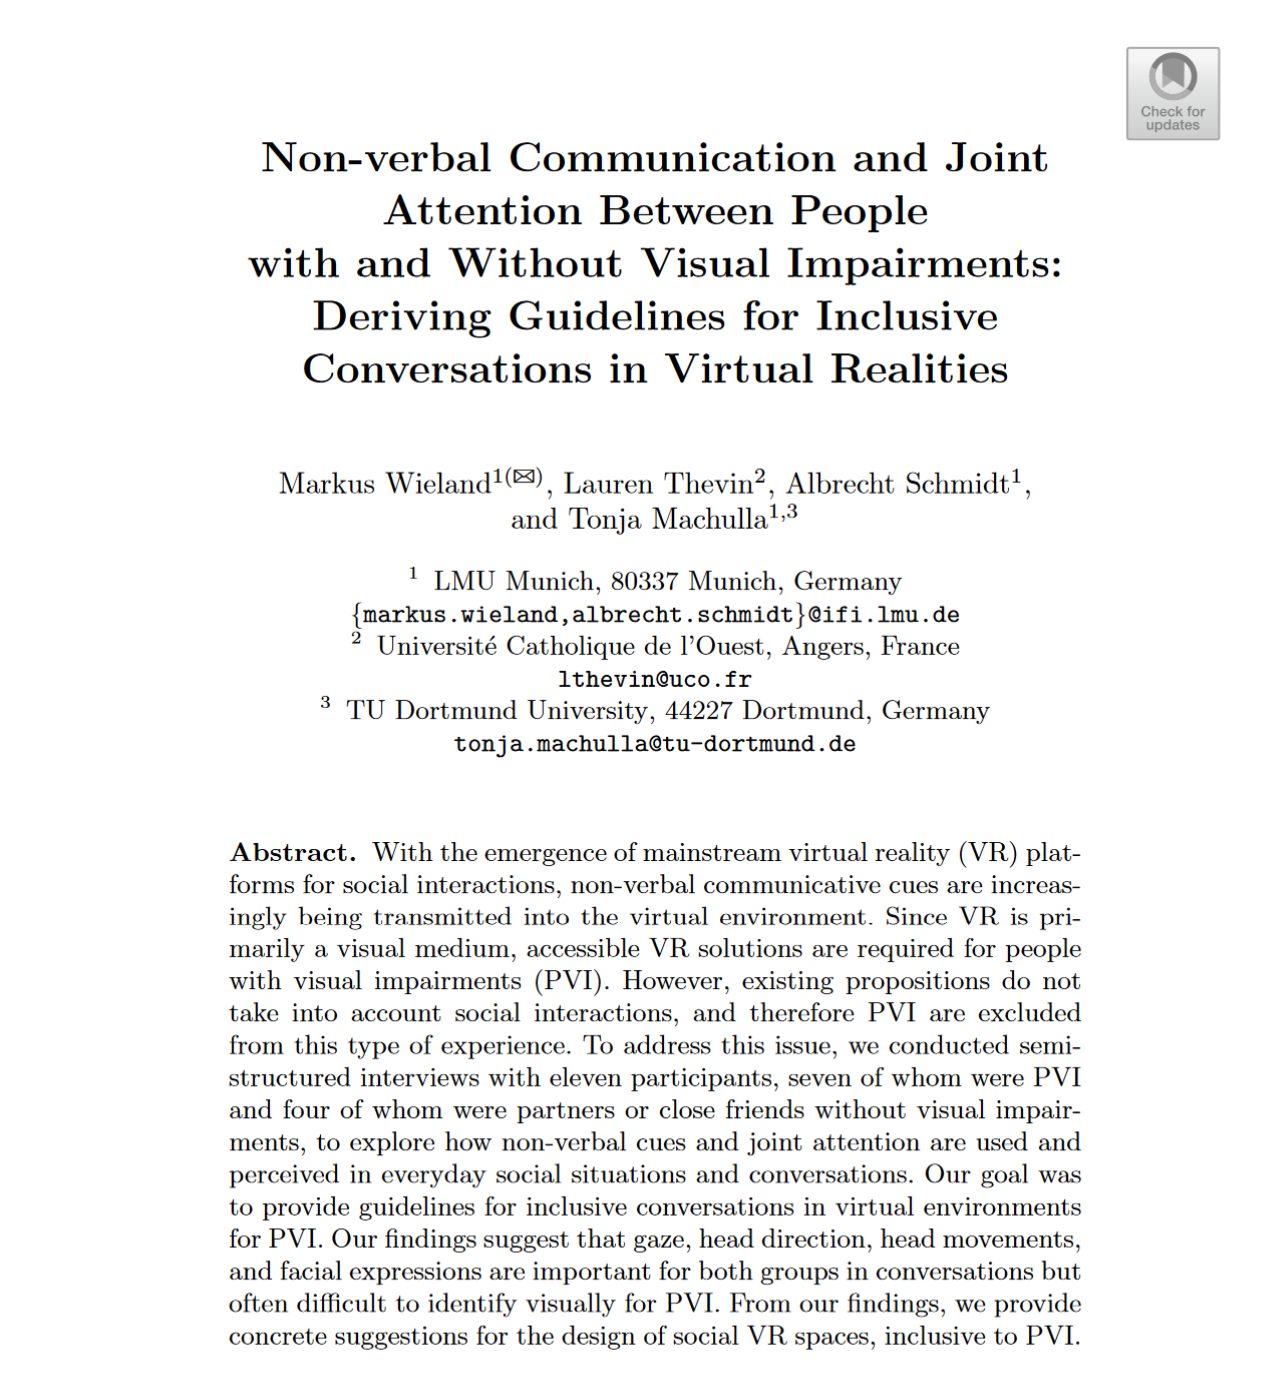 Check for
updates
Non-verbal Communication and Joint
Attention Between People
with and Without Visual Impairments:
Deriving Guidelines for Inclusive
Conversations in Virtual Realities
Markus Wieland1(✉), Lauren Thevin2, Albrecht Schmidt1,
and Tonja Machulla1,3
1 LMU Munich, 80337 Munich, Germany
{markus.wieland,albrecht.schmidt}@ifi.lmu.de
2 Université Catholique de l'Ouest, Angers, France
lthevin@uco.fr
3 TU Dortmund University, 44227 Dortmund, Germany
tonja.machulla@tu-dortmund.de
Abstract. With the emergence of mainstream virtual reality (VR) plat-
forms for social interactions, non-verbal communicative cues are increas-
ingly being transmitted into the virtual environment. Since VR is pri-
marily a visual medium, accessible VR solutions are required for people
with visual impairments (PVI). However, existing propositions do not
take into account social interactions, and therefore PVI are excluded
from this type of experience. To address this issue, we conducted semi-
structured interviews with eleven participants, seven of whom were PVI
and four of whom were partners or close friends without visual impair-
ments, to explore how non-verbal cues and joint attention are used and
perceived in everyday social situations and conversations. Our goal was
to provide guidelines for inclusive conversations in virtual environments
for PVI. Our findings suggest that gaze, head direction, head movements,
and facial expressions are important for both groups in conversations but
often difficult to identify visually for PVI. From our findings, we provide
concrete suggestions for the design of social VR spaces, inclusive to PVI.